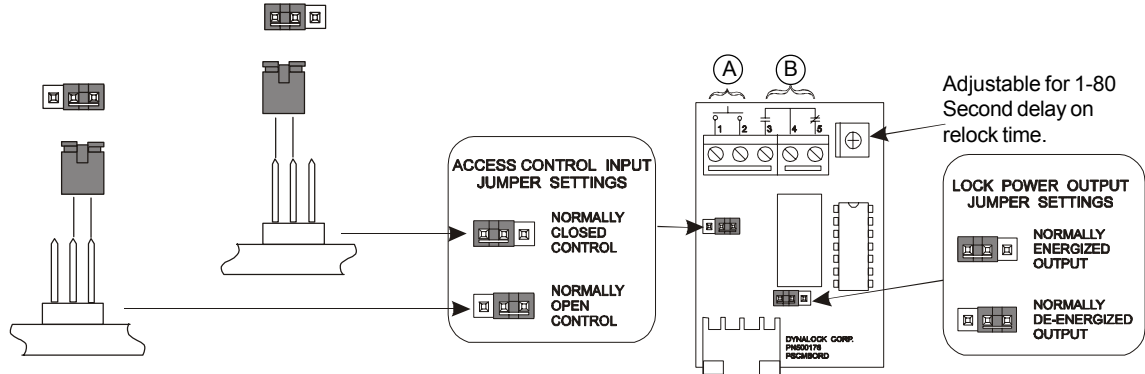 A
B
1
2
3
4
5
Adjustable for 1-80
Second delay on
relock time.
ACCESS CONTROL INPUT
JUMPER SETTINGS
NORMALLY
CLOSED
CONTROL
NORMALLY
OPEN
CONTROL
LOCK POWER OUTPUT
JUMPER SETTINGS
NORMALLY
ENERGIZED
OUTPUT
NORMALLY
DE-ENERGIZED
OUTPUT
DYNALOCK CORP.
PN500176
PSCMBORD